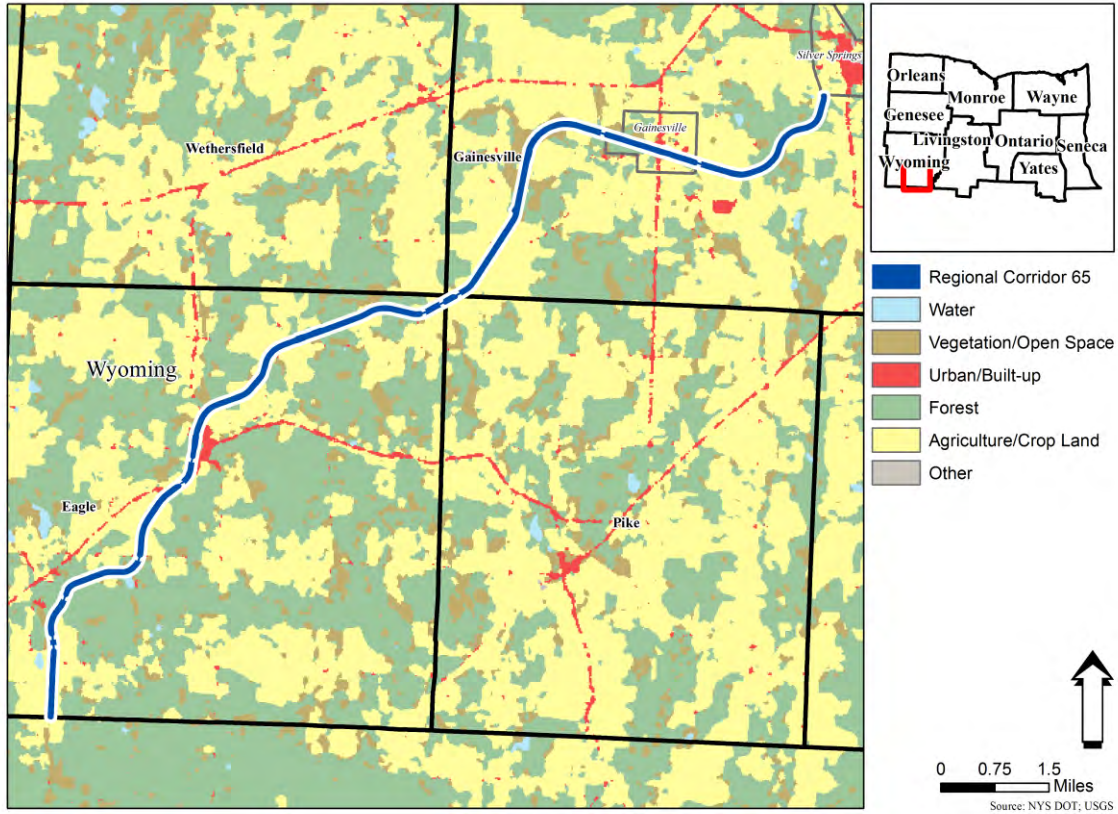 Silver Springs
Gainesville
Wethersfield
Gainesville
Wyoming
Eagle
Pike
Orleans
Monroe
Wayne
Genesee
Livingston
Ontario
Seneca
Wyoming
Yates
Regional Corridor 65
Water
Vegetation/Open Space
Urban/Built-up
Forest
Agriculture/Crop Land
Other
0 0.75 1.5
Miles
Source: NYS DOT; USGS